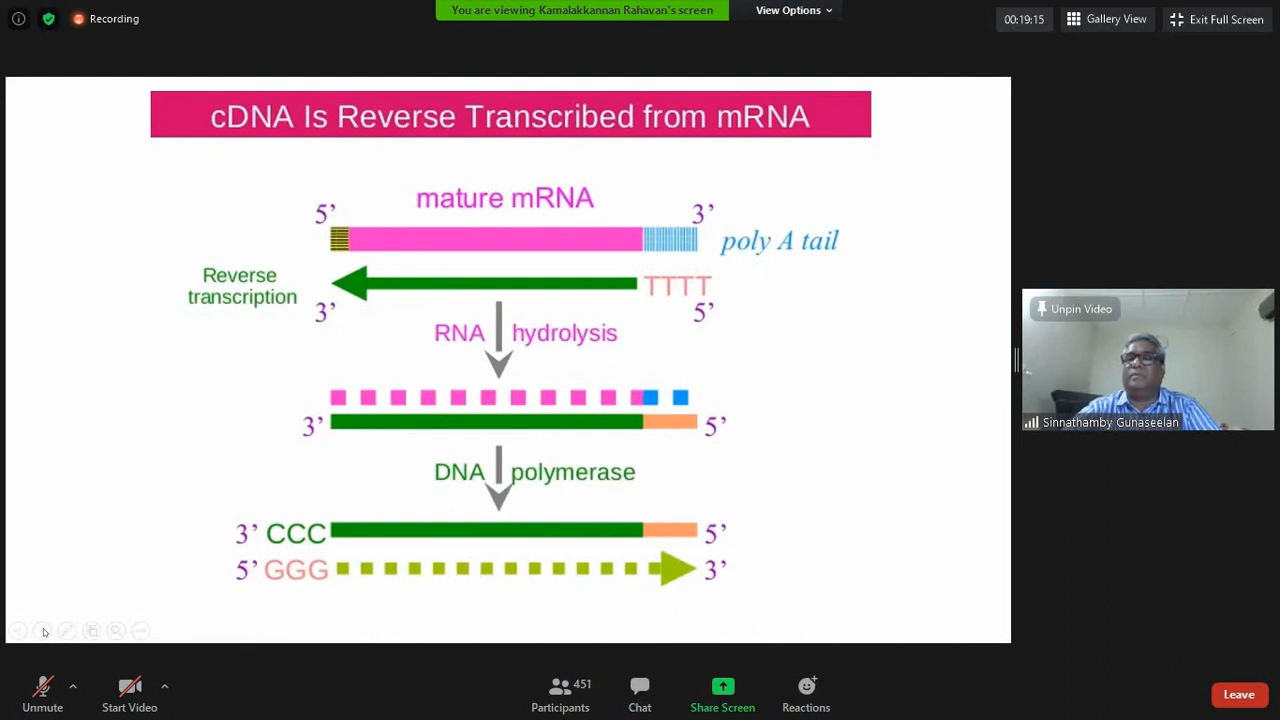 Recording
You are viewing Kamalakkannan Rahavan's screen
View Options
00:19:15
Gallery View
Exit Full Screen
cDNA Is Reverse Transcribed from mRNA
mature mRNA
5’
3’
poly A tail
Reverse
transcription
TTTT
3’
5’
RNA hydrolysis
3’
5’
DNA polymerase
3’ CCC
5’
5’ GGG
3’
Unpin Video
Sinnathamby Gunaseelan
Unmute
Start Video
451
Participants
Chat
Share Screen
Reactions
Leave